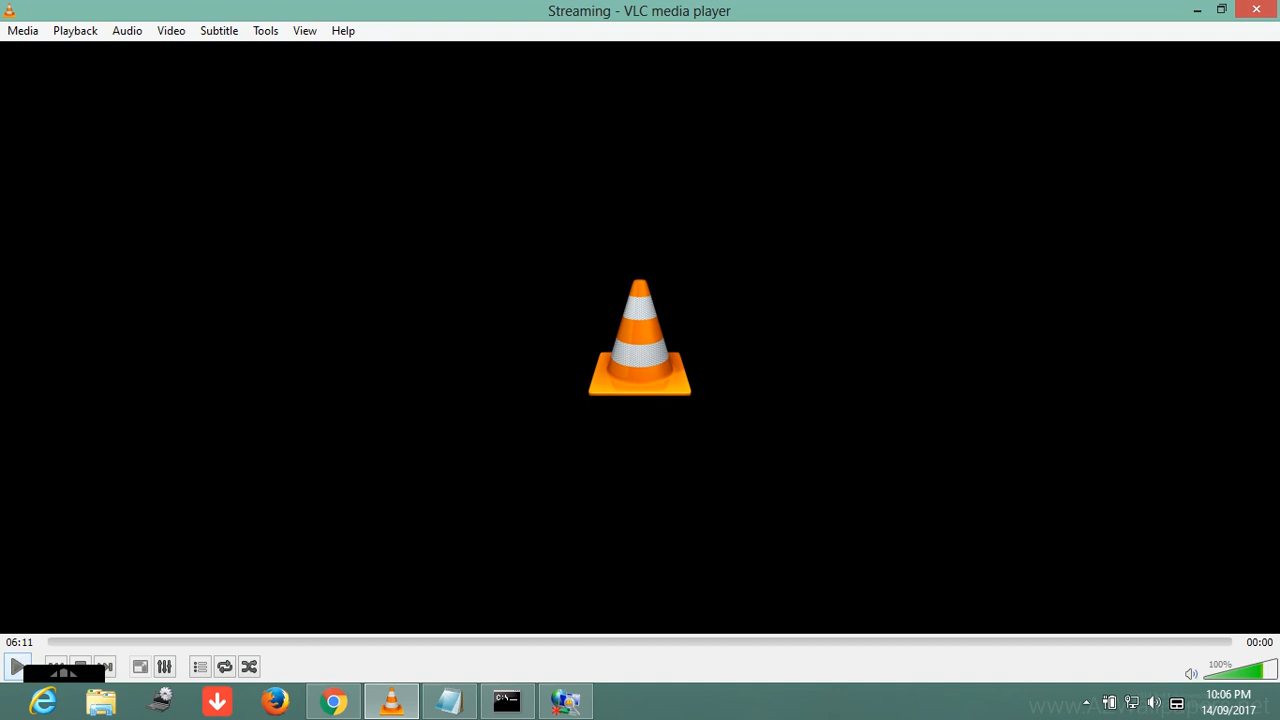 Streaming - VLC media player
Media Playback Audio Video Subtitle Tools View Help
06:11 00:00
100%
10:06 PM
14/09/2017